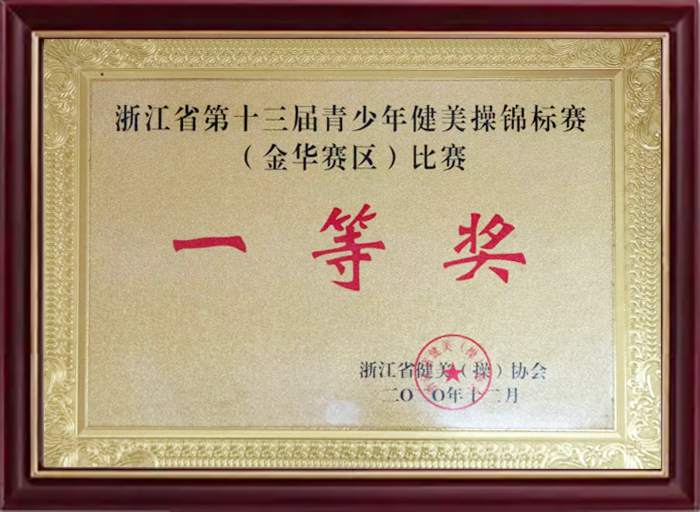 浙江省第十三届青少年健美操锦标赛
（金华赛区）比赛
一等奖
浙江省健美（操）协会
二〇一〇年十二月